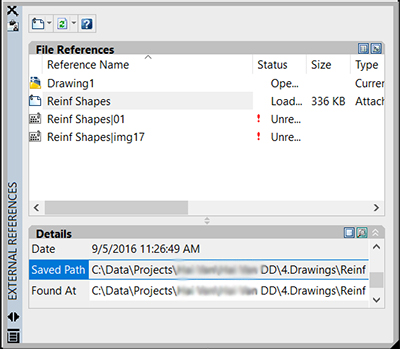 File References
Reference Name Status Size Type
Drawing1 Ope... Curren
Reinf Shapes Load... 336 KB Attach
Reinf Shapes|01 ! Unre...
Reinf Shapes|img17 ! Unre...
EXTERNAL REFERENCES
Details
Date 9/5/2016 11:26:49 AM
Saved Path C:\Data\Projects\ DD\4.Drawings\Reinf
Found At C:\Data\Projects\ DD\4.Drawings\Reinf